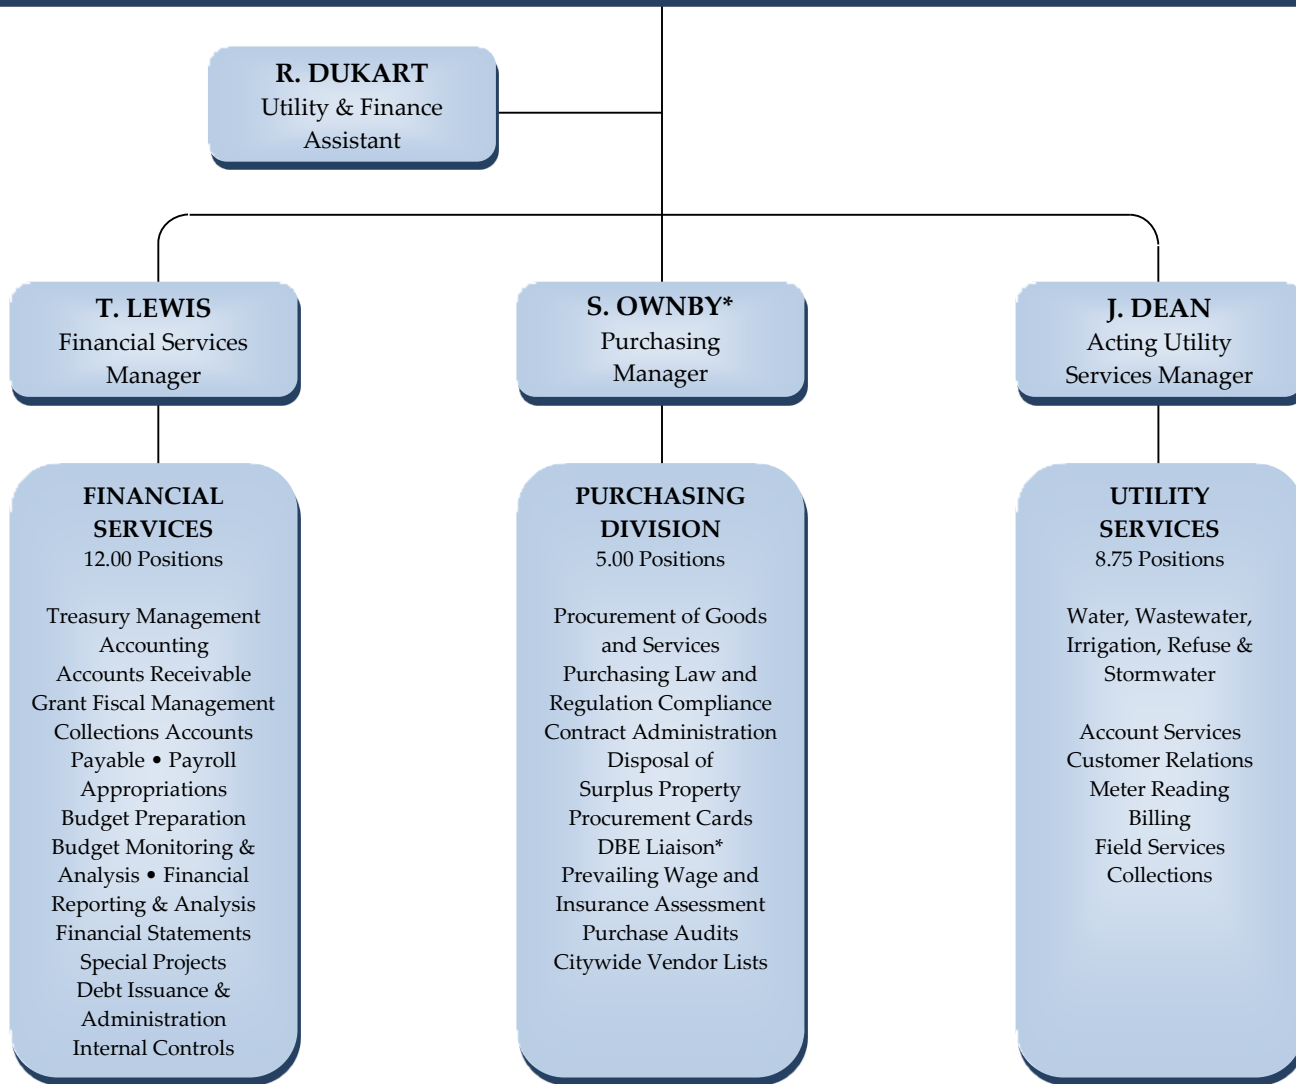 R. DUKART
Utility & Finance
Assistant
T. LEWIS
Financial Services
Manager
S. OWNBY*
Purchasing
Manager
J. DEAN
Acting Utility
Services Manager
FINANCIAL
SERVICES
12.00 Positions
Treasury Management
Accounting
Accounts Receivable
Grant Fiscal Management
Collections Accounts
Payable • Payroll
Appropriations
Budget Preparation
Budget Monitoring &
Analysis • Financial
Reporting & Analysis
Financial Statements
Special Projects
Debt Issuance &
Administration
Internal Controls
PURCHASING
DIVISION
5.00 Positions
Procurement of Goods
and Services
Purchasing Law and
Regulation Compliance
Contract Administration
Disposal of
Surplus Property
Procurement Cards
DBE Liaison*
Prevailing Wage and
Insurance Assessment
Purchase Audits
Citywide Vendor Lists
UTILITY
SERVICES
8.75 Positions
Water, Wastewater,
Irrigation, Refuse &
Stormwater
Account Services
Customer Relations
Meter Reading
Billing
Field Services
Collections